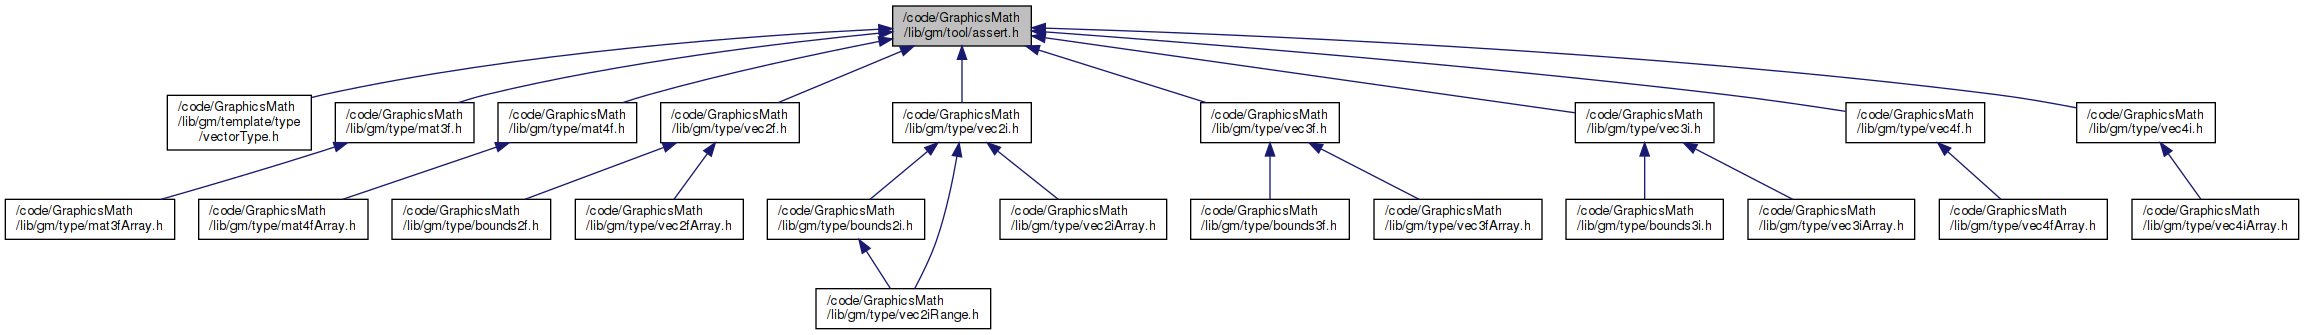 /code/GraphicsMath
/lib/gm/tool/assert.h
/code/GraphicsMath
/lib/gm/template/type
/vectorType.h
/code/GraphicsMath
/lib/gm/type/mat3f.h
/code/GraphicsMath
/lib/gm/type/mat4f.h
/code/GraphicsMath
/lib/gm/type/vec2f.h
/code/GraphicsMath
/lib/gm/type/vec2i.h
/code/GraphicsMath
/lib/gm/type/vec3f.h
/code/GraphicsMath
/lib/gm/type/vec3i.h
/code/GraphicsMath
/lib/gm/type/vec4f.h
/code/GraphicsMath
/lib/gm/type/vec4i.h
/code/GraphicsMath
/lib/gm/type/mat3fArray.h
/code/GraphicsMath
/lib/gm/type/mat4fArray.h
/code/GraphicsMath
/lib/gm/type/bounds2f.h
/code/GraphicsMath
/lib/gm/type/vec2fArray.h
/code/GraphicsMath
/lib/gm/type/bounds2i.h
/code/GraphicsMath
/lib/gm/type/vec2iArray.h
/code/GraphicsMath
/lib/gm/type/bounds3f.h
/code/GraphicsMath
/lib/gm/type/vec3fArray.h
/code/GraphicsMath
/lib/gm/type/bounds3i.h
/code/GraphicsMath
/lib/gm/type/vec3iArray.h
/code/GraphicsMath
/lib/gm/type/vec4fArray.h
/code/GraphicsMath
/lib/gm/type/vec4iArray.h
/code/GraphicsMath
/lib/gm/type/vec2iRange.h